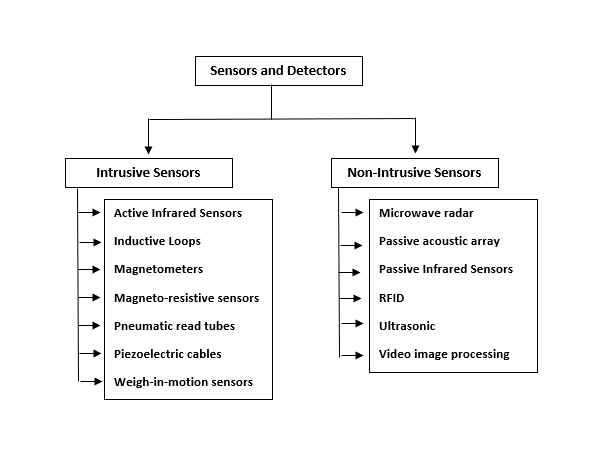 Sensors and Detectors
Intrusive Sensors
Active Infrared Sensors
Inductive Loops
Magnetometers
Magneto-resistive sensors
Pneumatic read tubes
Piezoelectric cables
Weigh-in-motion sensors
Non-Intrusive Sensors
Microwave radar
Passive acoustic array
Passive Infrared Sensors
RFID
Ultrasonic
Video image processing